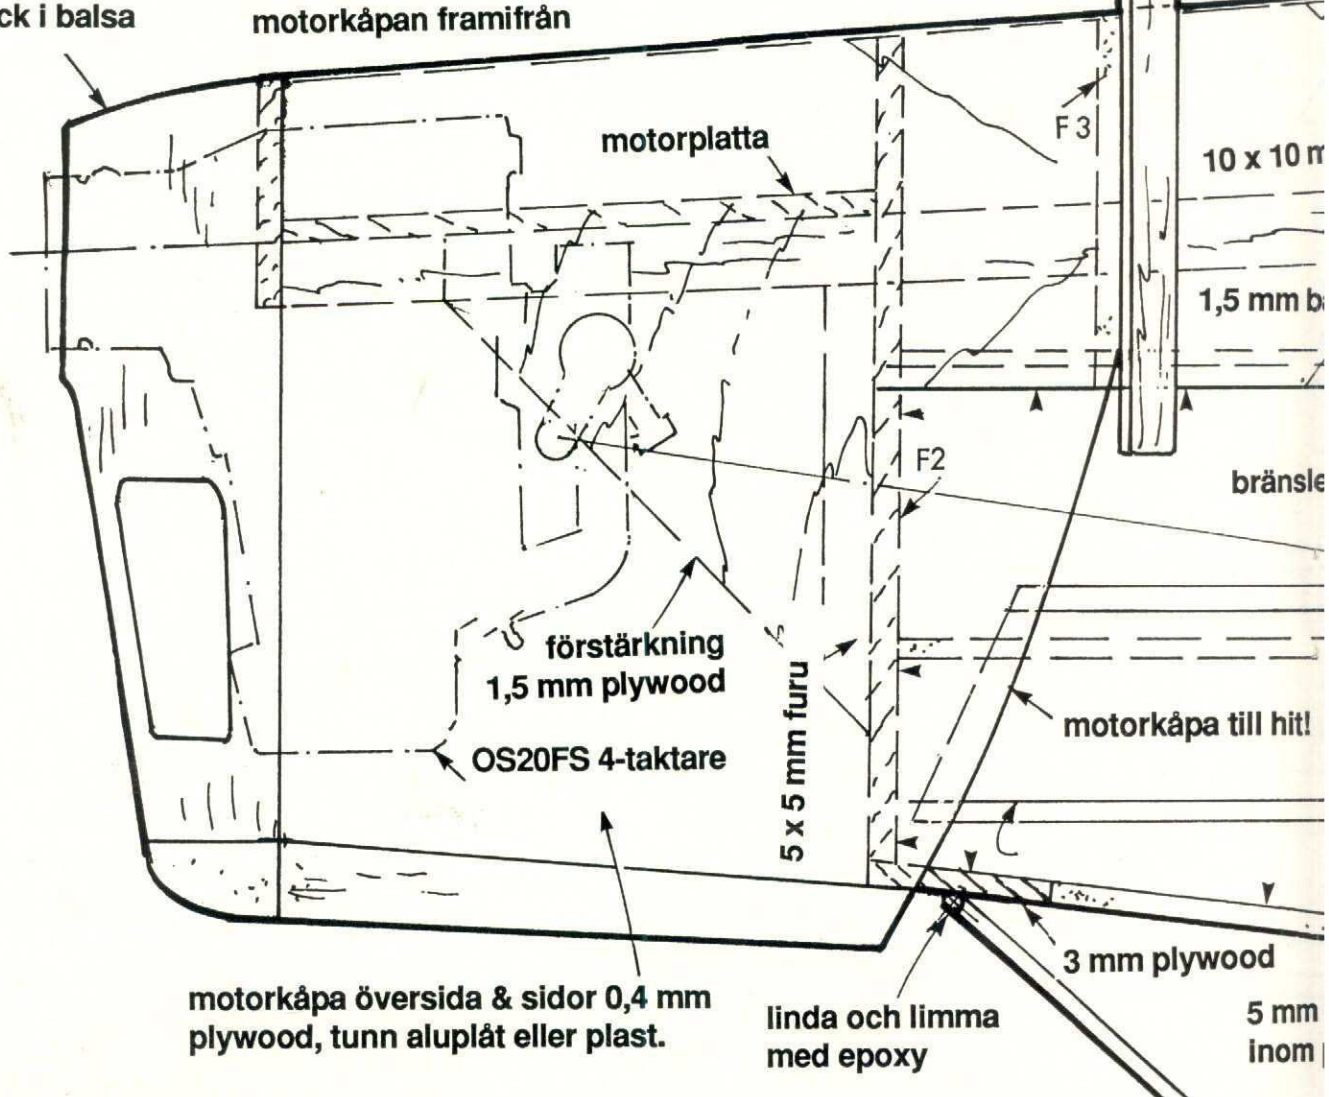 ck i balsa
motorkåpan framifrån
motorplatta
F3
10 x 10 m
1,5 mm ba
F2
bränsle
förstärkning
1,5 mm plywood
5 x 5 mm furu
motorkåpa till hit!
OS20FS 4-taktare
3 mm plywood
motorkåpa översida & sidor 0,4 mm
plywood, tunn aluplåt eller plast.
linda och limma
med epoxy
5 mm
inom